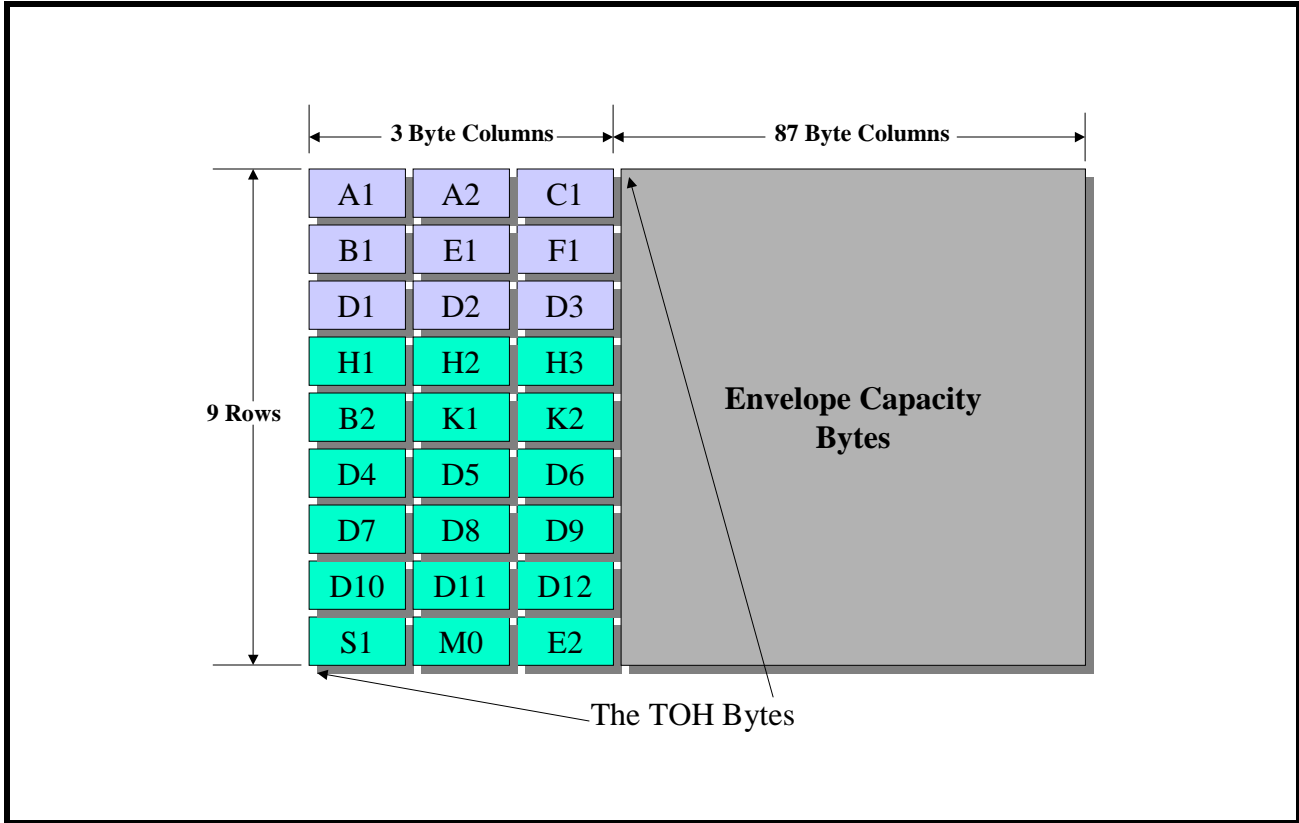 3 Byte Columns
87 Byte Columns
A1 A2 C1
B1 E1 F1
D1 D2 D3
H1 H2 H3
9 Rows
B2 K1 K2
D4 D5 D6
D7 D8 D9
D10 D11 D12
S1 M0 E2
Envelope Capacity
Bytes
The TOH Bytes